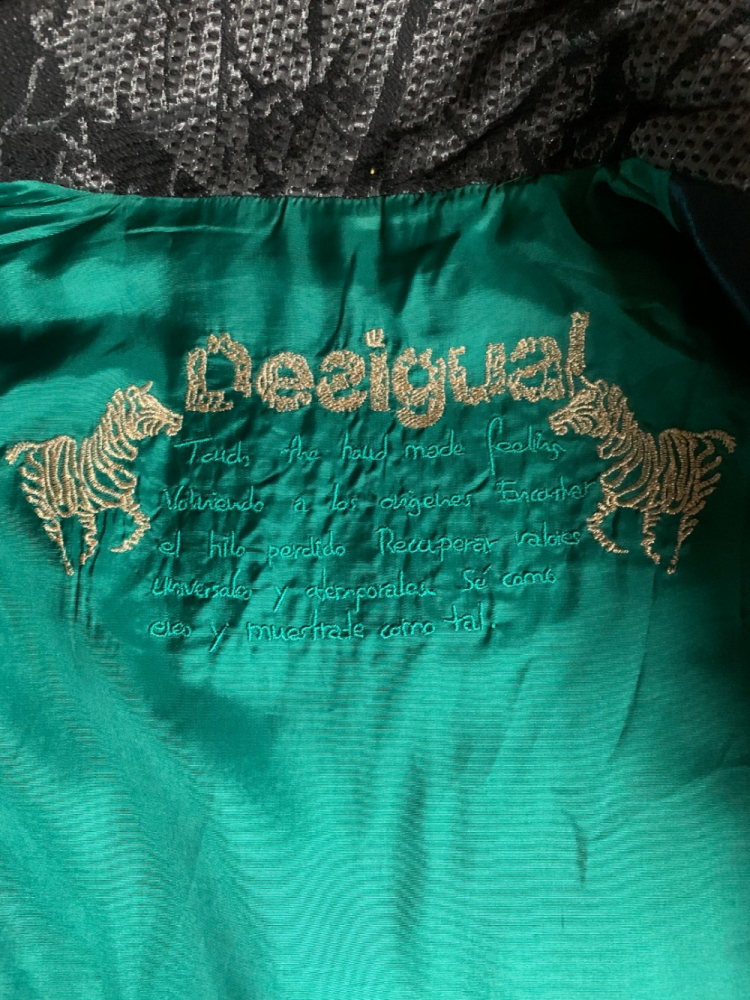 Desigual
Touch the hand made feeling
Volviendo a los orígenes Encontrar
el hilo perdido Recuperar valores
universales y atemporales. Sé como
eres y muestrate como tal.